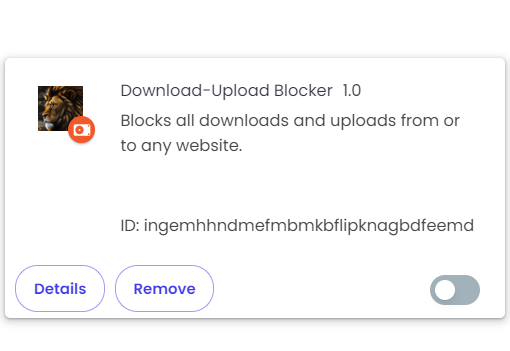 Download-Upload Blocker 1.0
Blocks all downloads and uploads from or
to any website.
ID: ingemhhndmefmbmkbflipknagbdfeemd
Details Remove